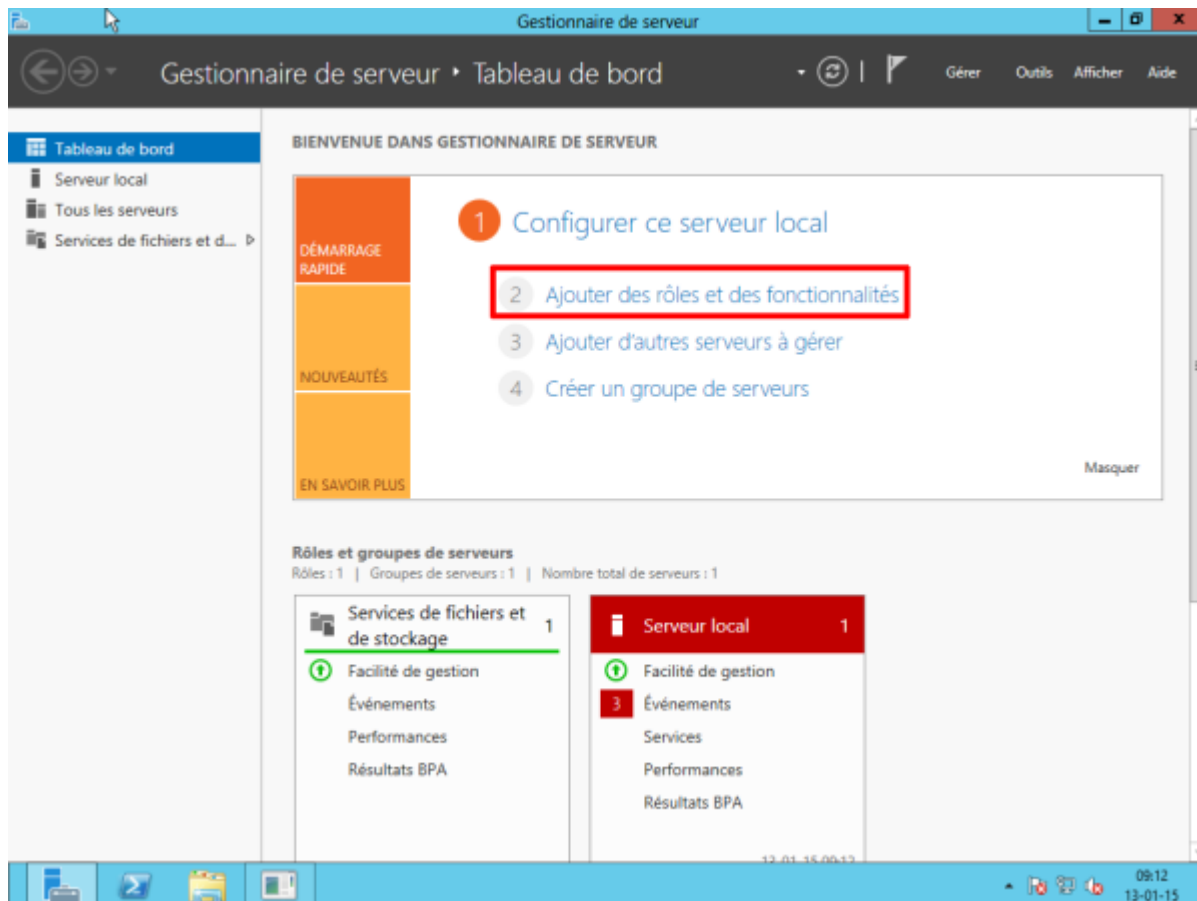 Gestionnaire de serveur
Gestionnaire de serveur ‣ Tableau de bord
Gérer Outils Afficher Aide
Tableau de bord
Serveur local
Tous les serveurs
Services de fichiers et d...
BIENVENUE DANS GESTIONNAIRE DE SERVEUR
DÉMARRAGE
RAPIDE
NOUVEAUTÉS
EN SAVOIR PLUS
1 Configurer ce serveur local
2 Ajouter des rôles et des fonctionnalités
3 Ajouter d'autres serveurs à gérer
4 Créer un groupe de serveurs
Masquer
Rôles et groupes de serveurs
Rôles : 1 | Groupes de serveurs : 1 | Nombre total de serveurs : 1
Services de fichiers et
de stockage
1
Facilité de gestion
Événements
Performances
Résultats BPA
Serveur local 1
Facilité de gestion
3 Événements
Services
Performances
Résultats BPA
13-01-15 09:12
09:12
13-01-15